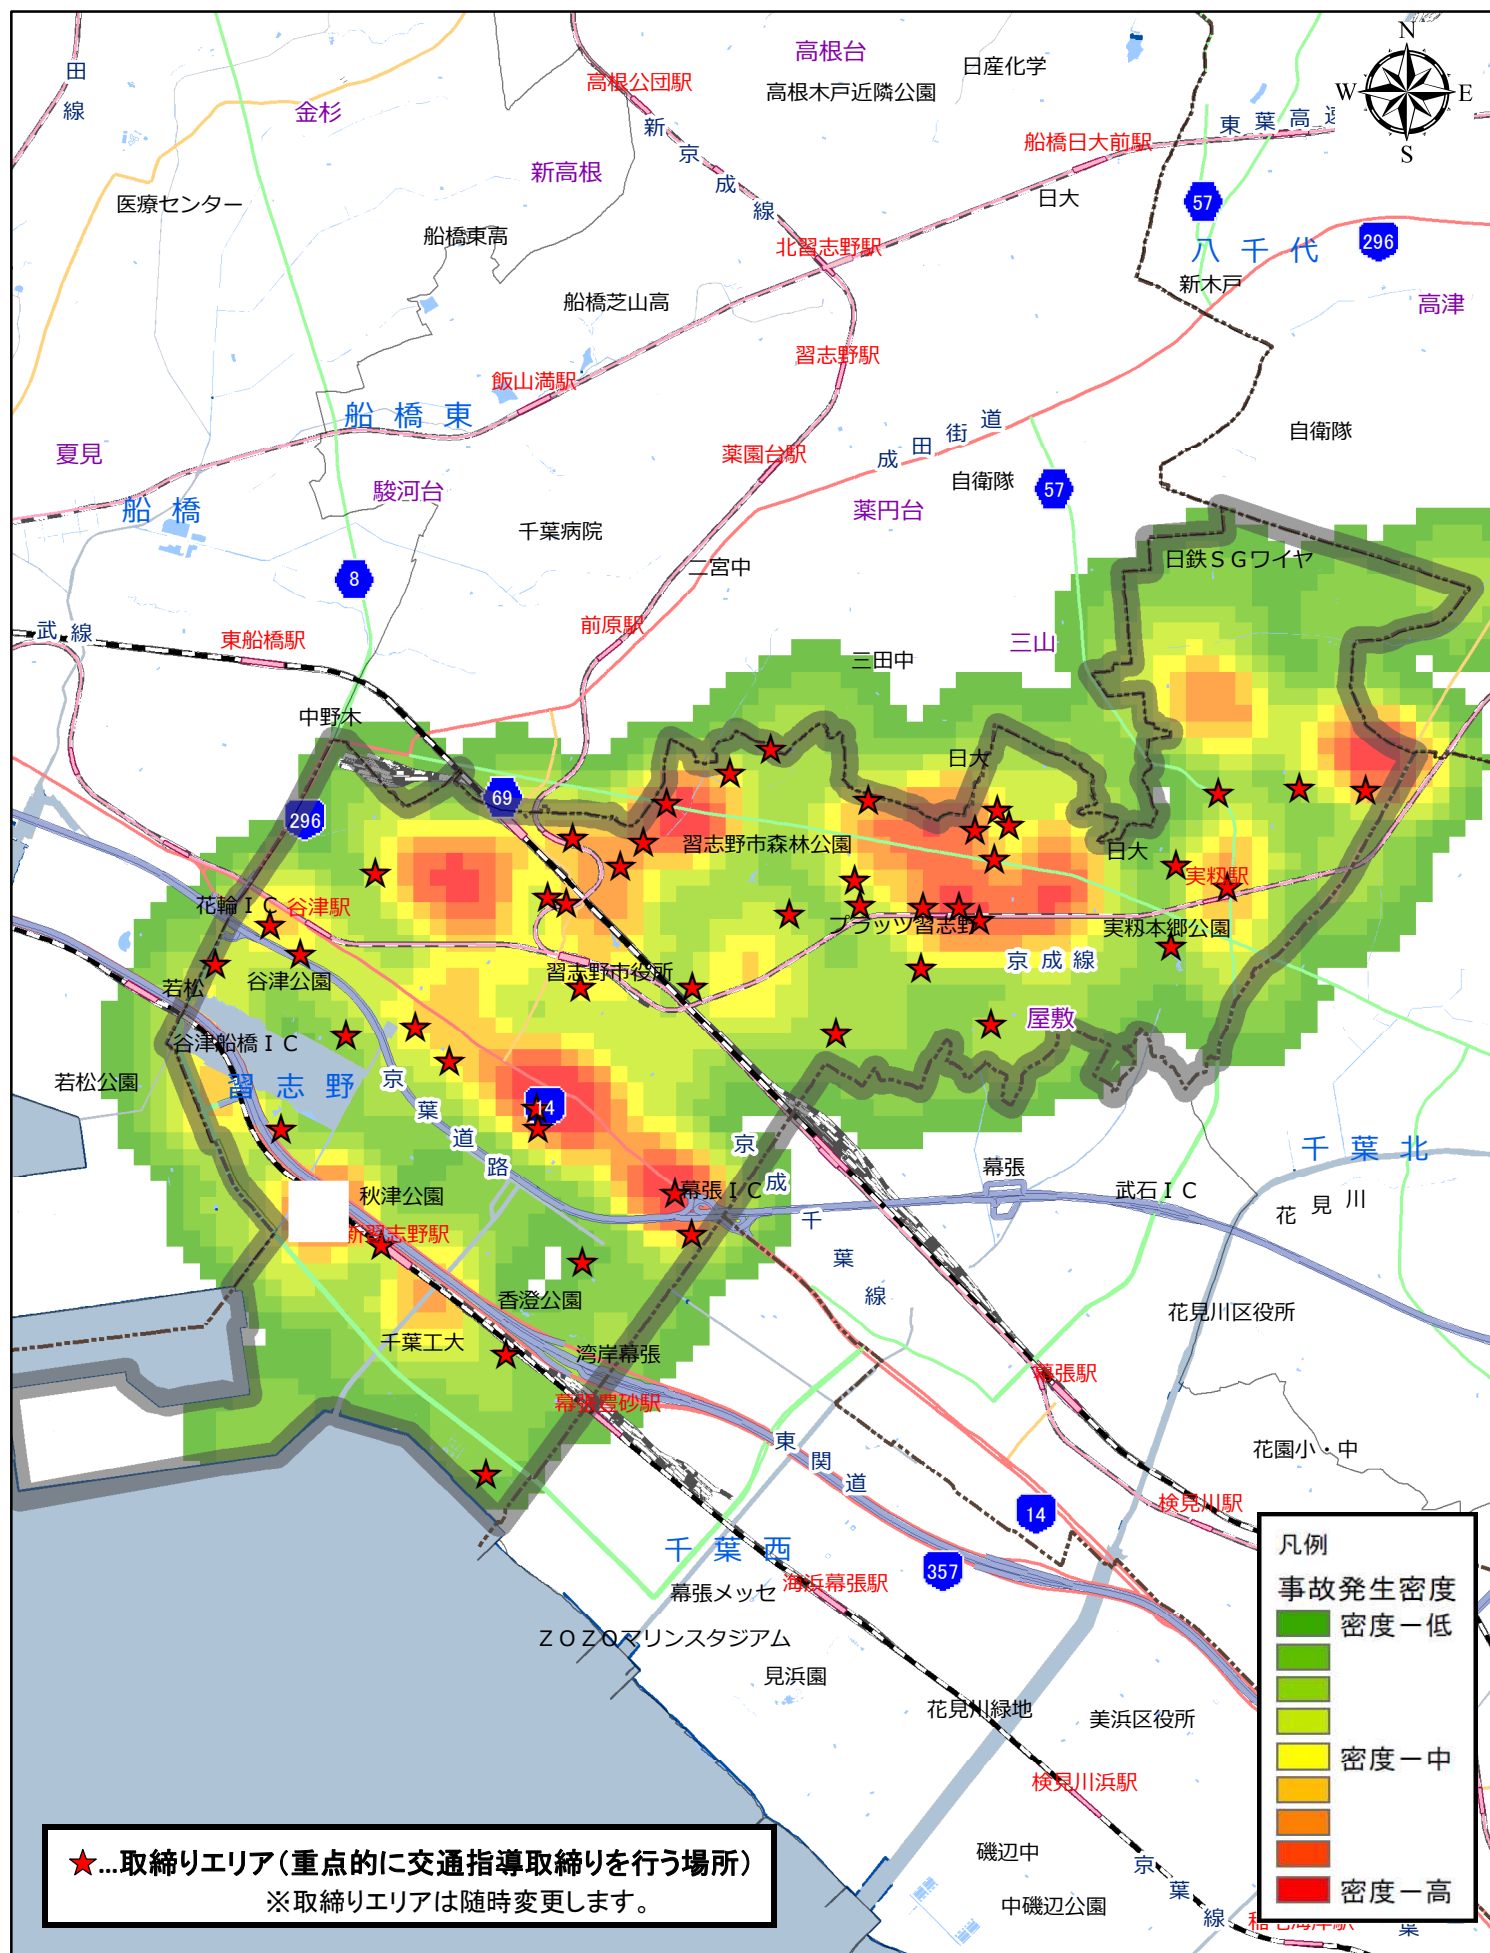 N
W
E
S
高根台
日産化学
高根公団駅
高根木戸近隣公園
田
線
金杉
新京成線
船橋日大前駅
東葉高速
新高根
日大
57
医療センター
船橋東高
北習志野駅
八千代
296
新木戸
船橋芝山高
高津
習志野駅
飯山満駅
船橋東
成田街道
自衛隊
夏見
薬園台駅
駿河台
自衛隊
57
船橋
薬円台
千葉病院
日鉄SGワイヤ
二宮中
8
武線
東船橋駅
前原駅
三山
三田中
中野木
日大
69
296
習志野市森林公園
日大
実籾駅
花輪IC
谷津駅
プラッツ習志野
実籾本郷公園
京成線
習志野市役所
谷津公園
若松
屋敷
谷津船橋IC
若松公園
習志野
京葉道路
14
京成千葉線
千葉北
幕張
武石IC
幕張IC
花見川
秋津公園
新習志野駅
香澄公園
花見川区役所
千葉工大
湾岸幕張
幕張駅
幕張豊砂駅
東関道
花園小・中
検見川駅
14
千葉西
357
海浜幕張駅
幕張メッセ
ZOZOマリンスタジアム
見浜園
花見川緑地
美浜区役所
検見川浜駅
磯辺中
京葉線
中磯辺公園
稲毛海岸駅
葉
凡例
事故発生密度
密度－低
密度－中
密度－高
★…取締りエリア（重点的に交通指導取締りを行う場所）
※取締りエリアは随時変更します。